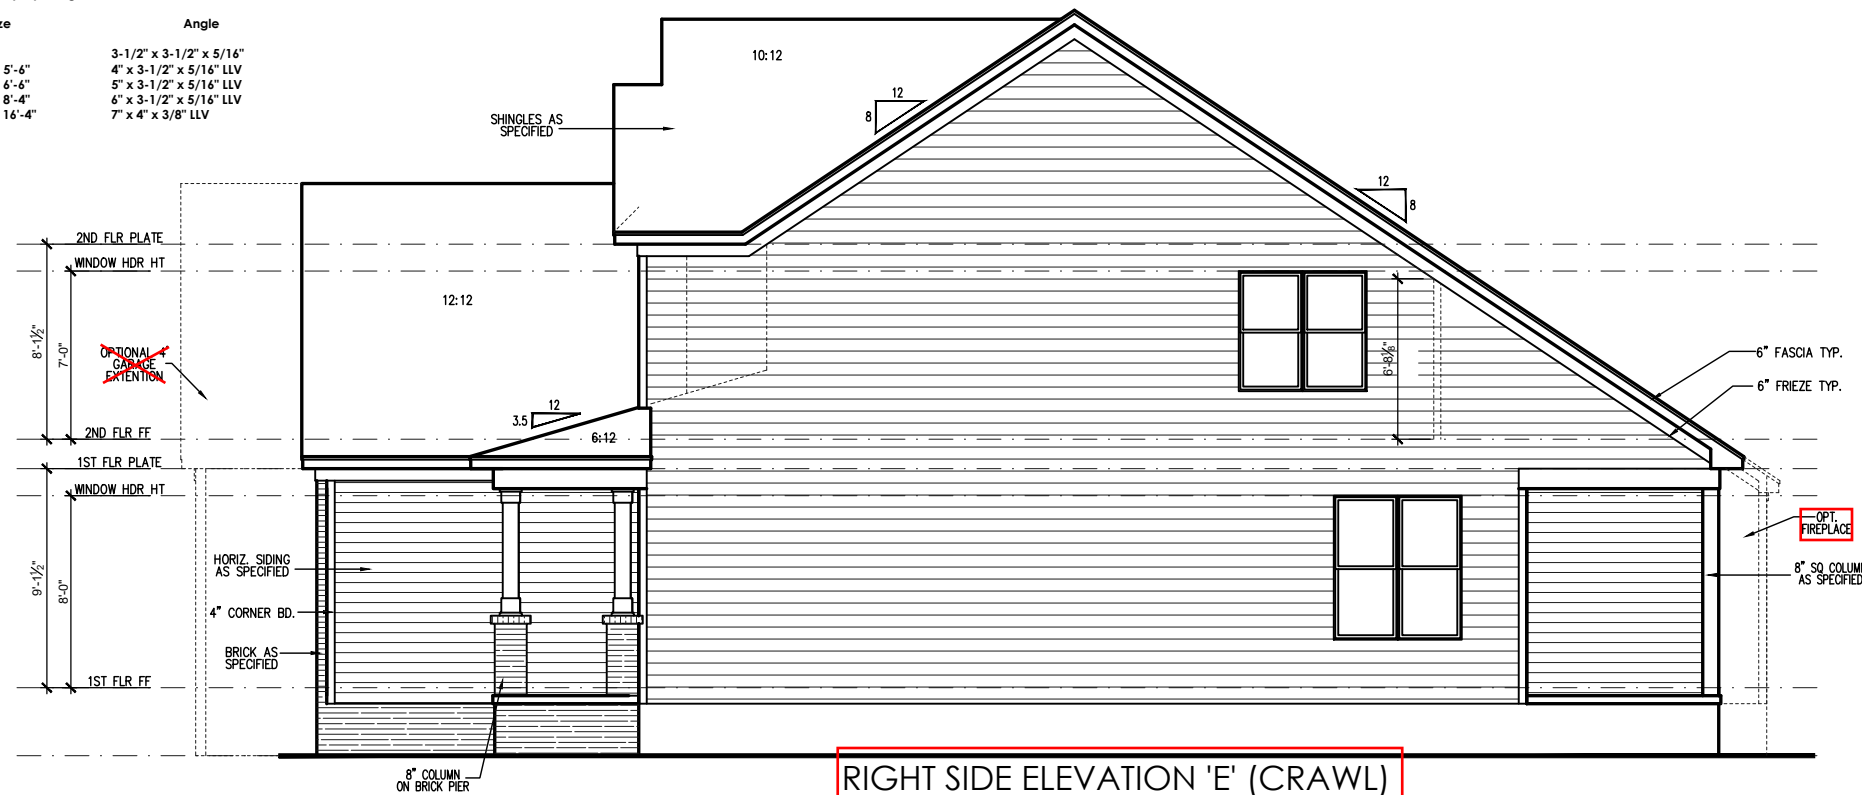 Angle
3-1/2" x 3-1/2" x 5/16"
5'-6" 4" x 3-1/2" x 5/16" LLV
6'-6" 5" x 3-1/2" x 5/16" LLV
8'-4" 6" x 3-1/2" x 5/16" LLV
16'-4" 7" x 4" x 3/8" LLV
10:12
12
8
SHINGLES AS
SPECIFIED
12
8
2ND FLR PLATE
WINDOW HDR HT
12:12
8'-1½"
7'-0"
OPTIONAL 4'
GARAGE
EXTENTION
6'-8⅛"
6" FASCIA TYP.
6" FRIEZE TYP.
12
3.5
6:12
2ND FLR FF
1ST FLR PLATE
WINDOW HDR HT
OPT.
FIREPLACE
HORIZ. SIDING
AS SPECIFIED
8" SQ COLUMN
AS SPECIFIED
9'-1½"
8'-0"
4" CORNER BD.
BRICK AS
SPECIFIED
1ST FLR FF
8" COLUMN
ON BRICK PIER
RIGHT SIDE ELEVATION 'E' (CRAWL)